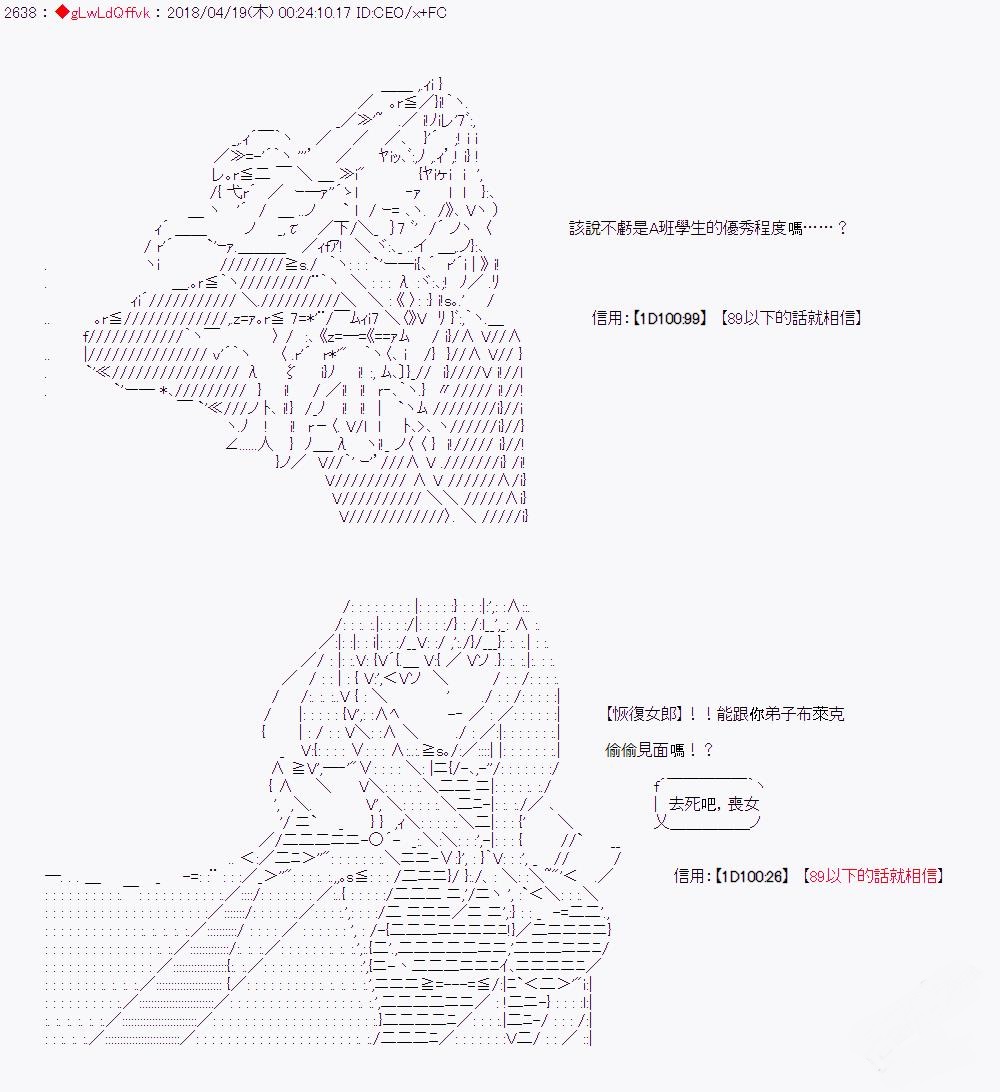 2638 : ◆gLwLdQffvk : 2018/04/19(木) 00:24:10.17 ID:CEO/x+FC
該說不虧是A班學生的優秀程度嗎……？
信用：【1D100:99】 【89以下的話就相信】
【恢復女郎】！！能跟你弟子布萊克
偷偷見面嗎！？
去死吧，喪女
信用：【1D100:26】 【89以下的話就相信】